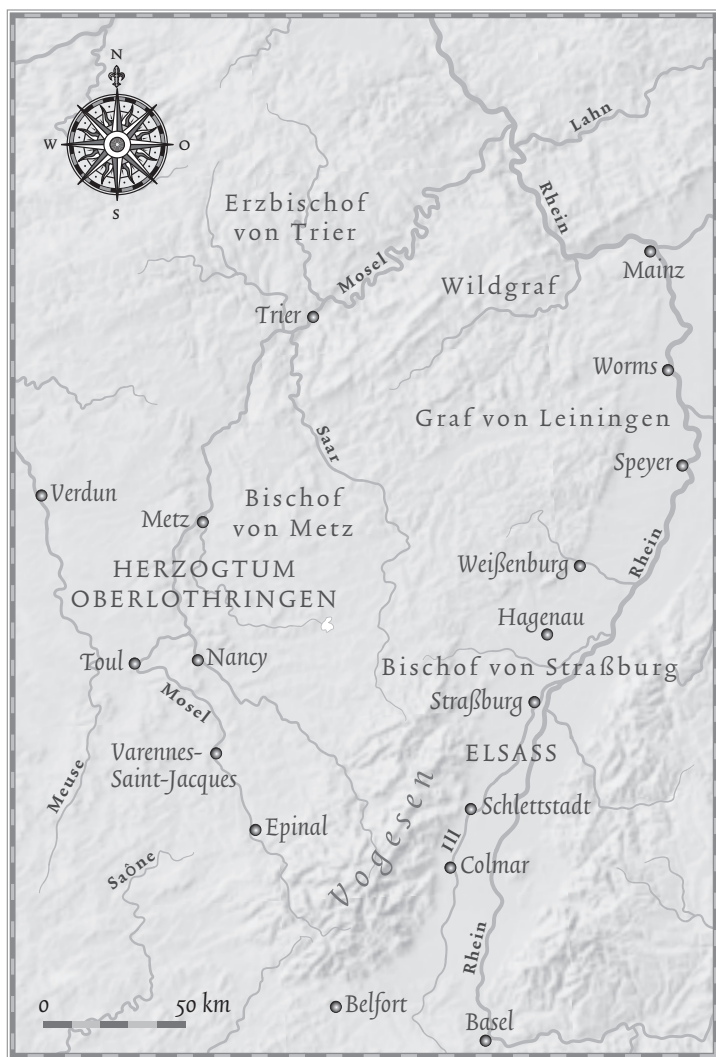 N
W
O
S
Lahn
Erzbischof
von Trier
Rhein
Mosel
Mainz
Wildgraf
Trier
Worms
Graf von Leiningen
Saar
Speyer
Verdun
Bischof
von Metz
Metz
Rhein
Weißenburg
HERZOGTUM
OBERLOTHRINGEN
Hagenau
Toul
Nancy
Bischof von Straßburg
Mosel
Straßburg
Varennes-
Saint-Jacques
ELSASS
Meuse
Vogesen
Schlettstadt
Epinal
Ill
Saône
Colmar
Rhein
0
50 km
Belfort
Basel